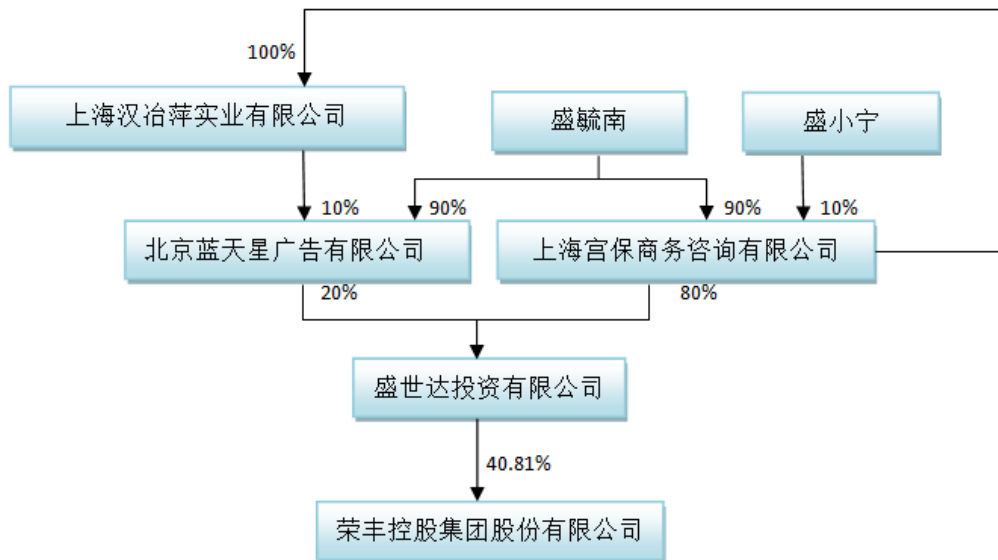 100%
上海汉冶萍实业有限公司
盛毓南
盛小宁
10%
90%
90%
10%
北京蓝天星广告有限公司
上海宫保商务咨询有限公司
20%
80%
盛世达投资有限公司
40.81%
荣丰控股集团股份有限公司